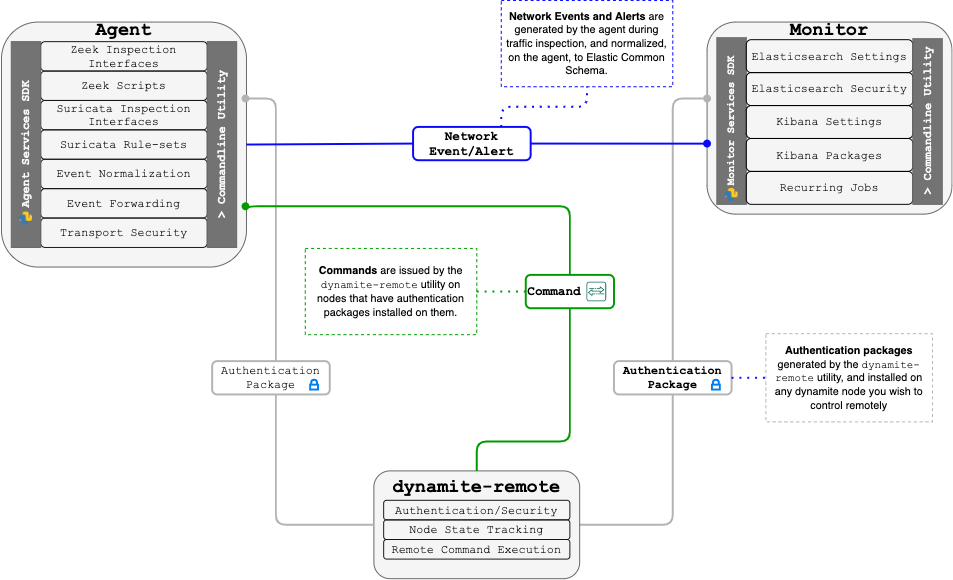 Agent
Agent Services SDK
Zeek Inspection
Interfaces
Zeek Scripts
Suricata Inspection
Interfaces
Suricata Rule-sets
Event Normalization
Event Forwarding
Transport Security
> Commandline Utility
Network Events and Alerts are
generated by the agent during
traffic inspection, and normalized,
on the agent, to Elastic Common
Schema.
Network
Event/Alert
Monitor
Monitor Services SDK
Elasticsearch Settings
Elasticsearch Security
Kibana Settings
Kibana Packages
Recurring Jobs
> Commandline Utility
Commands are issued by the
dynamite-remote utility on
nodes that have authentication
packages installed on them.
Command
Authentication
Package
Authentication
Package
Authentication packages
generated by the dynamite-
remote utility, and installed on
any dynamite node you wish to
control remotely
dynamite-remote
Authentication/Security
Node State Tracking
Remote Command Execution